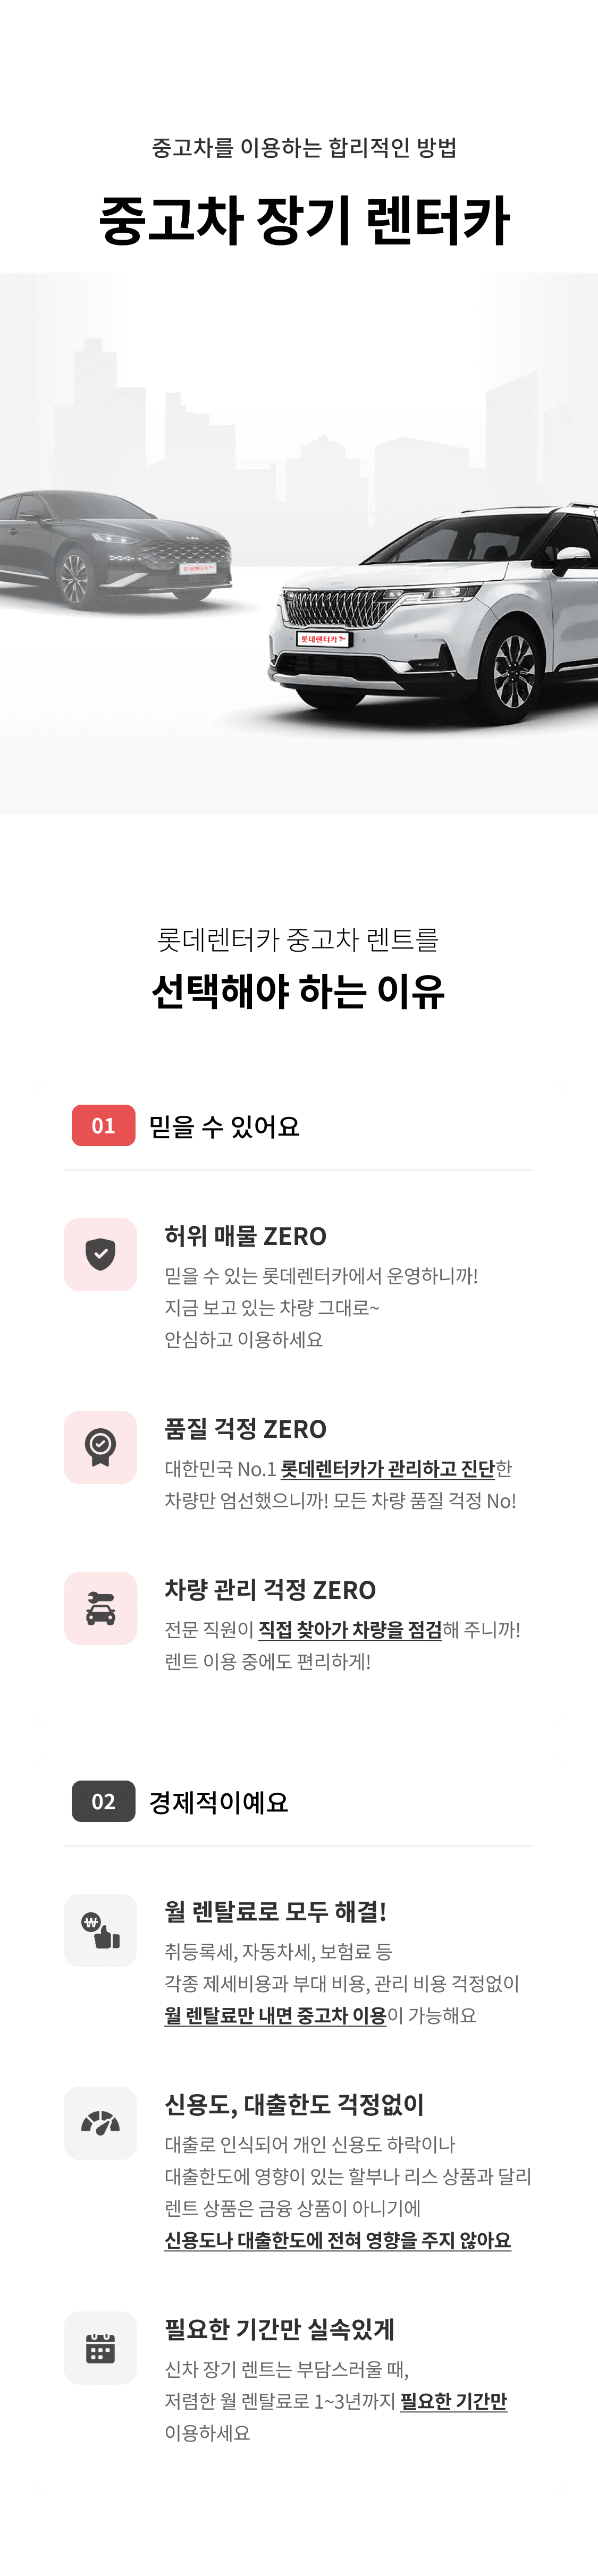 중고차를 이용하는 합리적인 방법
중고차 장기 렌터카
롯데렌터카
롯데렌터카
롯데렌터카 중고차 렌트를
선택해야 하는 이유
01 믿을 수 있어요
허위 매물 ZERO
믿을 수 있는 롯데렌터카에서 운영하니까!
지금 보고 있는 차량 그대로~
안심하고 이용하세요
품질 걱정 ZERO
대한민국 No.1 롯데렌터카가 관리하고 진단한
차량만 엄선했으니까! 모든 차량 품질 걱정 No!
차량 관리 걱정 ZERO
전문 직원이 직접 찾아가 차량을 점검해 주니까!
렌트 이용 중에도 편리하게!
02 경제적이예요
월 렌탈료로 모두 해결!
취등록세, 자동차세, 보험료 등
각종 제세비용과 부대 비용, 관리 비용 걱정없이
월 렌탈료만 내면 중고차 이용이 가능해요
신용도, 대출한도 걱정없이
대출로 인식되어 개인 신용도 하락이나
대출한도에 영향이 있는 할부나 리스 상품과 달리
렌트 상품은 금융 상품이 아니기에
신용도나 대출한도에 전혀 영향을 주지 않아요
필요한 기간만 실속있게
신차 장기 렌트는 부담스러울 때,
저렴한 월 렌탈료로 1~3년까지 필요한 기간만
이용하세요